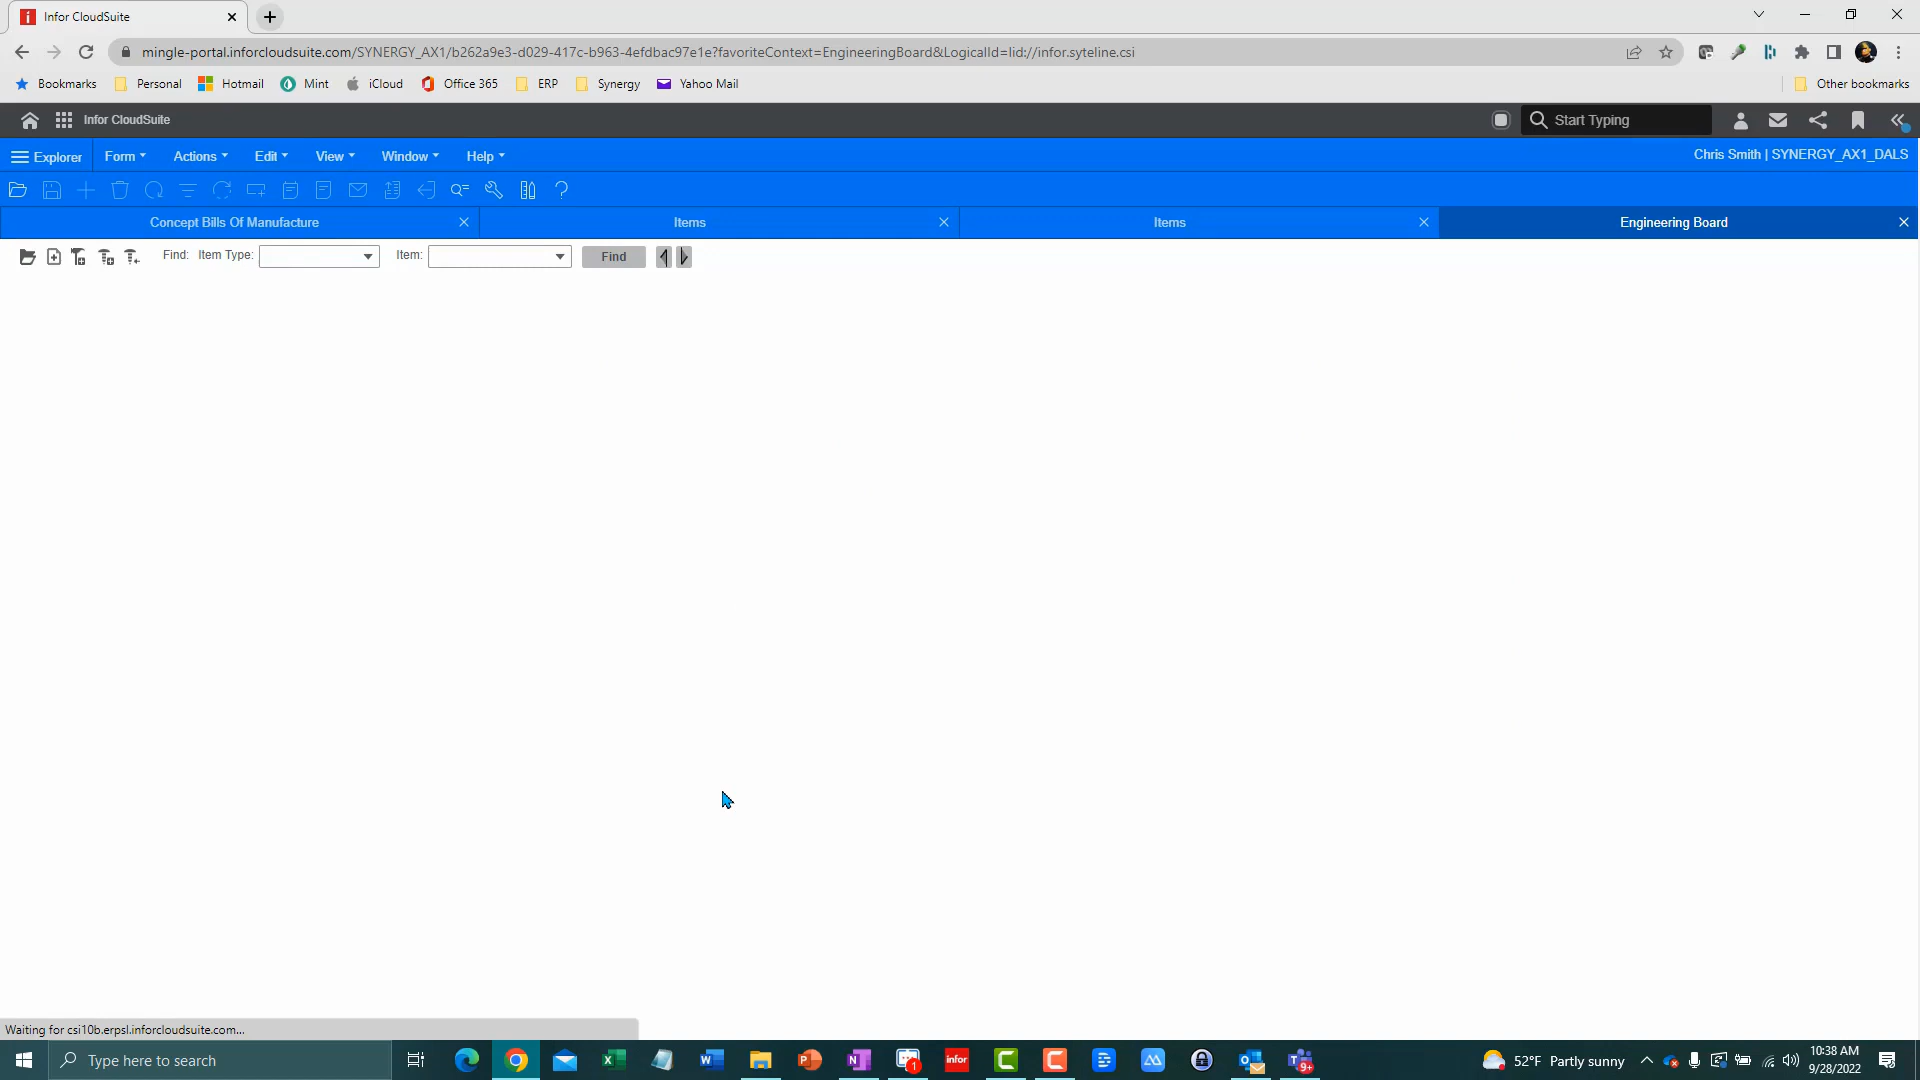 Infor CloudSuite
mingle-portal.inforcloudsuite.com/SYNERGY_AX1/b262a9e3-d029-417c-b963-4efdbac97e1e?favoriteContext=EngineeringBoard&LogicalId=lid://infor.syteline.csi
Bookmarks Personal Hotmail Mint iCloud Office 365 ERP Synergy Yahoo Mail Other bookmarks
Infor CloudSuite Start Typing
Explorer Form Actions Edit View Window Help Chris Smith | SYNERGY_AX1_DALS
Concept Bills Of Manufacture Items Items Engineering Board
Find: Item Type: Item: Find
Waiting for csi10b.erpsl.inforcloudsuite.com...
Type here to search infor 1 9+ 52°F Partly sunny 10:38 AM
9/28/2022